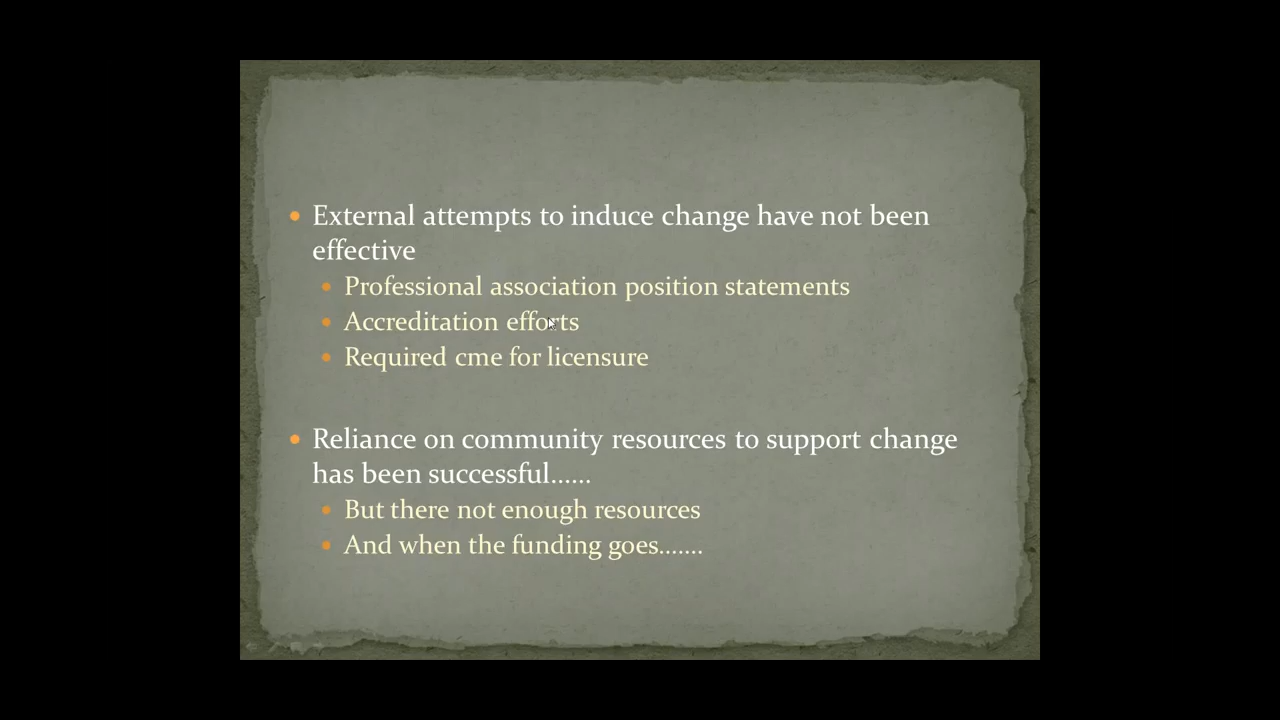 • External attempts to induce change have not been
effective
• Professional association position statements
• Accreditation efforts
• Required cme for licensure
• Reliance on community resources to support change
has been successful......
• But there not enough resources
• And when the funding goes.......